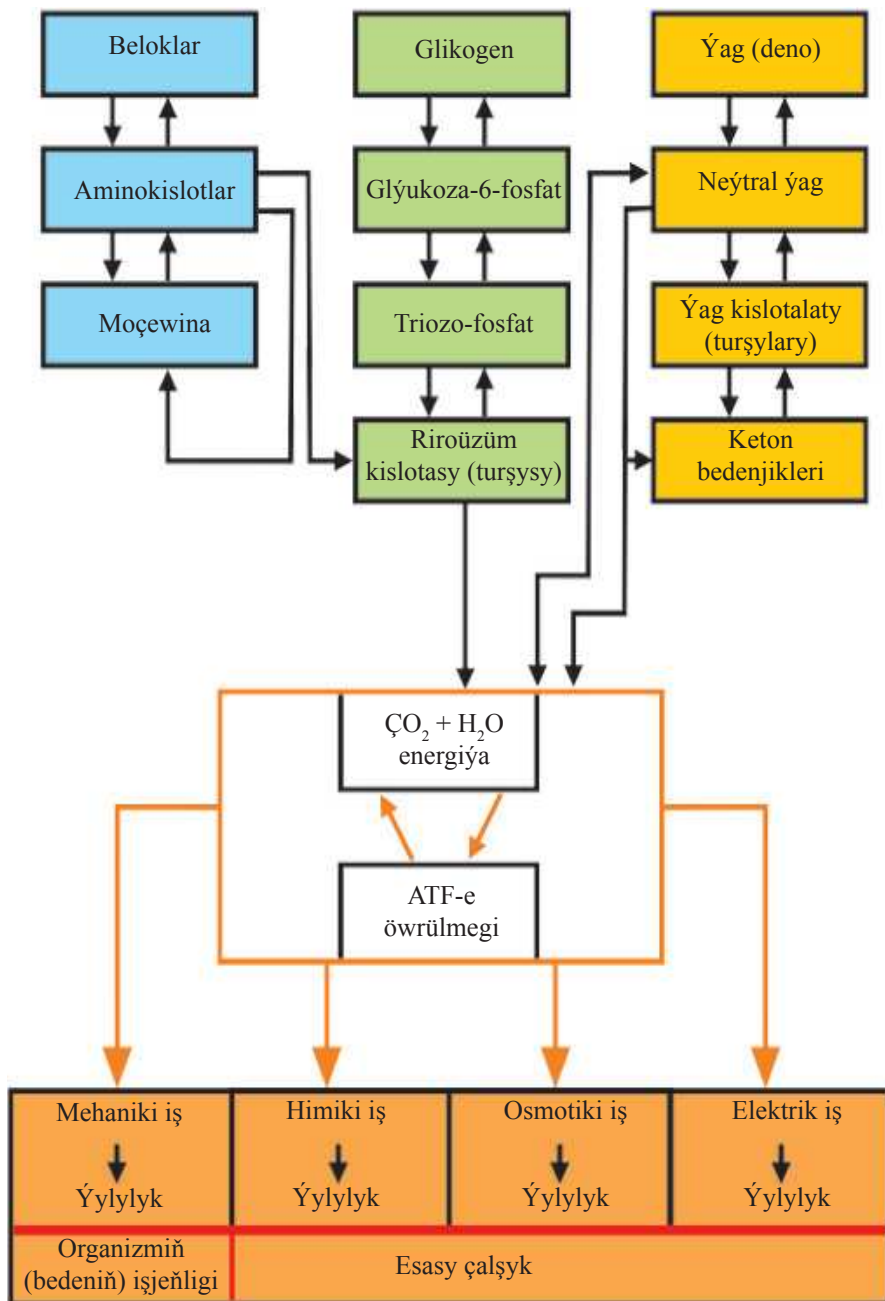 Beloklar
Glikogen
Ýag (deno)
Aminokislotlar
Glýukoza-6-fosfat
Neýtral ýag
Moçewina
Triozo-fosfat
Ýag kislotalaty
(turşylary)
Riroüzüm
kislotasy (turşysy)
Keton
bedenjikleri
ÇO₂ + H₂O
energiýa
ATF-e
öwrülmegi
Mehaniki iş
Himiki iş
Osmotiki iş
Elektrik iş
Ýylylyk
Ýylylyk
Ýylylyk
Ýylylyk
Organizmiň
(bedeniň) işjeňligi
Esasy çalşyk